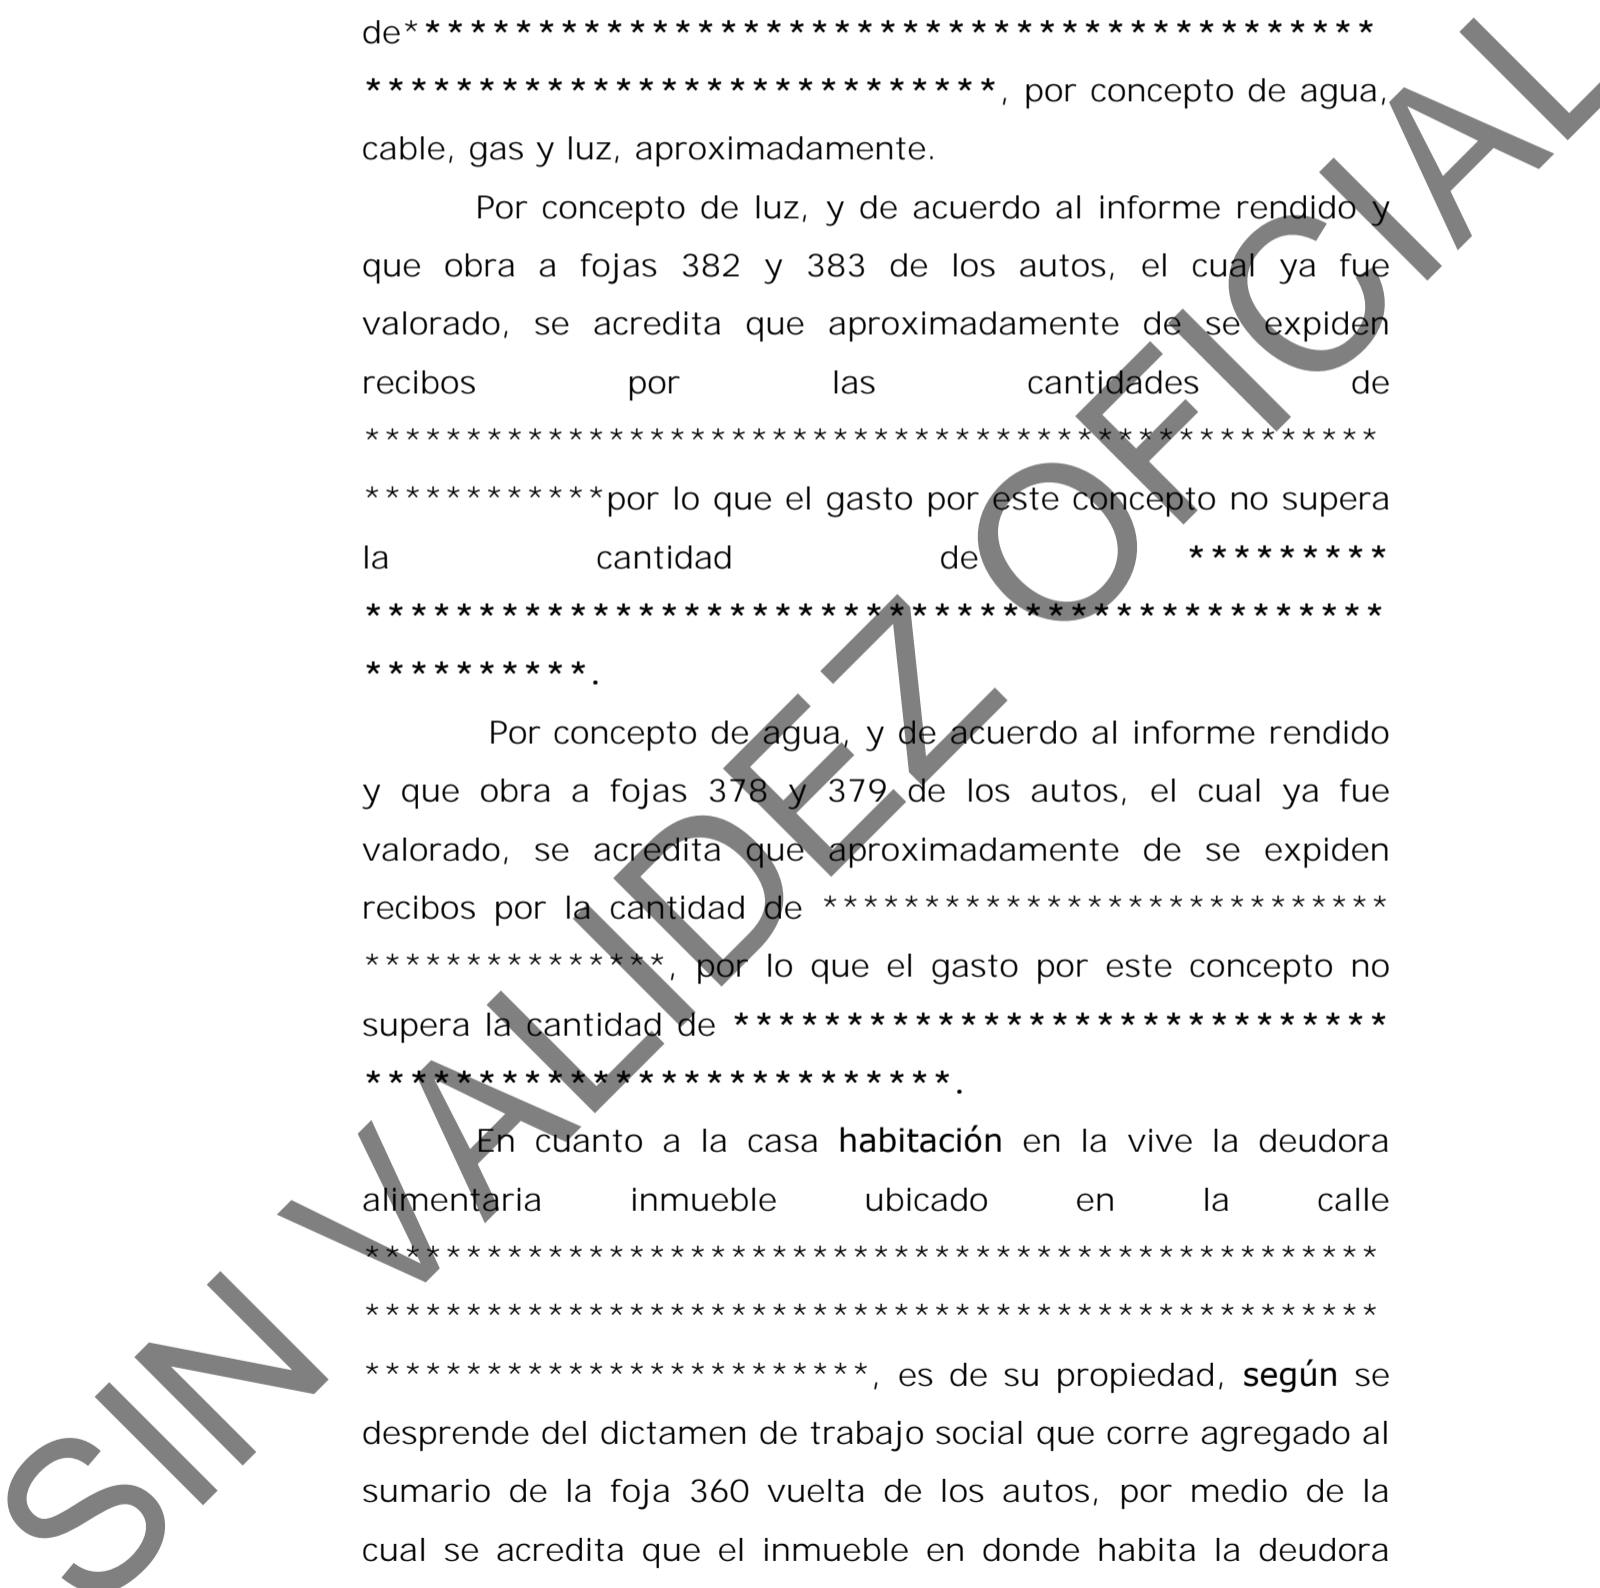 de*******************************************
****************************, por concepto de agua,
cable, gas y luz, aproximadamente.
Por concepto de luz, y de acuerdo al informe rendido y
que obra a fojas 382 y 383 de los autos, el cual ya fue
valorado, se acredita que aproximadamente de se expiden
recibos por las cantidades de
**************************************************
************por lo que el gasto por este concepto no supera
la cantidad de *********
*********************************************
**********.
Por concepto de agua, y de acuerdo al informe rendido
y que obra a fojas 378 y 379 de los autos, el cual ya fue
valorado, se acredita que aproximadamente de se expiden
recibos por la cantidad de ****************************
***************, por lo que el gasto por este concepto no
supera la cantidad de *****************************
**************************.
En cuanto a la casa habitación en la vive la deudora
alimentaria inmueble ubicado en la calle
**************************************************
**************************************************
*************************, es de su propiedad, según se
desprende del dictamen de trabajo social que corre agregado al
sumario de la foja 360 vuelta de los autos, por medio de la
cual se acredita que el inmueble en donde habita la deudora
SIN VALIDEZ OFICIAL